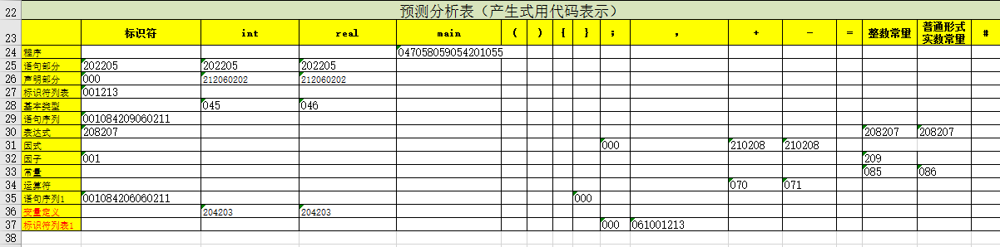 22 预测分析表（产生式用代码表示）
23 标识符 int real main ( ) { } ; , + - = 整数常量 普通形式实数常量 #
24 程序 047058059054201055
25 语句部分 202205 202205 202205
26 声明部分 000 212060202 212060202
27 标识符列表 001213
28 基本类型 045 046
29 语句序列 001084209060211
30 表达式 208207 208207 208207
31 因式 000 210208 210208
32 因子 001 209
33 常量 085 086
34 运算符 070 071
35 语句序列1 001084206060211 000
36 变量定义 204203 204203
37 标识符列表1 000 061001213
38